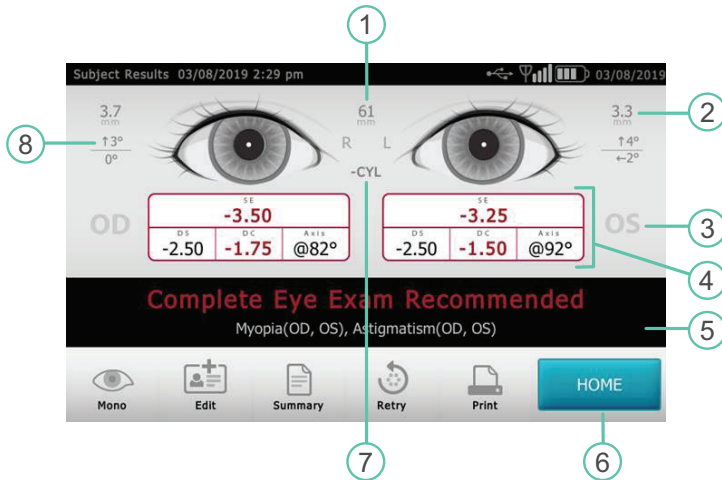 1
Subject Results 03/08/2019 2:29 pm 03/08/2019
3.7 mm 61 mm 3.3 mm 2
8 ↑3° R L ↑4°
0° -CYL ←2°
OD SE SE OS 3
-3.50 -3.25
DS DC Axis DS DC Axis
-2.50 -1.75 @82° -2.50 -1.50 @92°
4
Complete Eye Exam Recommended
Myopia(OD, OS), Astigmatism(OD, OS) 5
HOME
Mono Edit Summary Retry Print
7 6